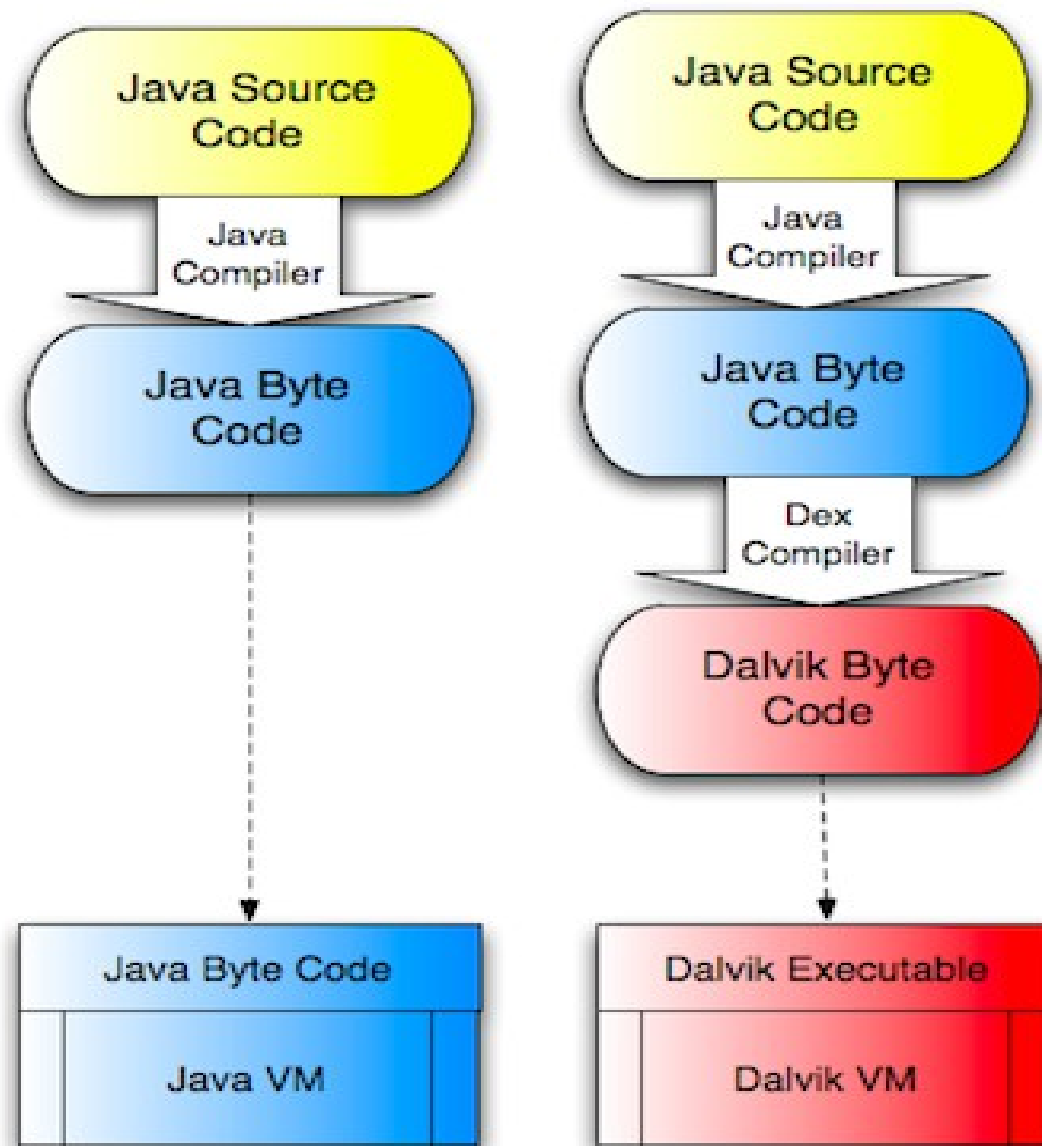 Java Source
Code
Java
Compiler
Java Byte
Code
Java Byte Code
Java VM
Java Source
Code
Java
Compiler
Java Byte
Code
Dex
Compiler
Dalvik Byte
Code
Dalvik Executable
Dalvik VM